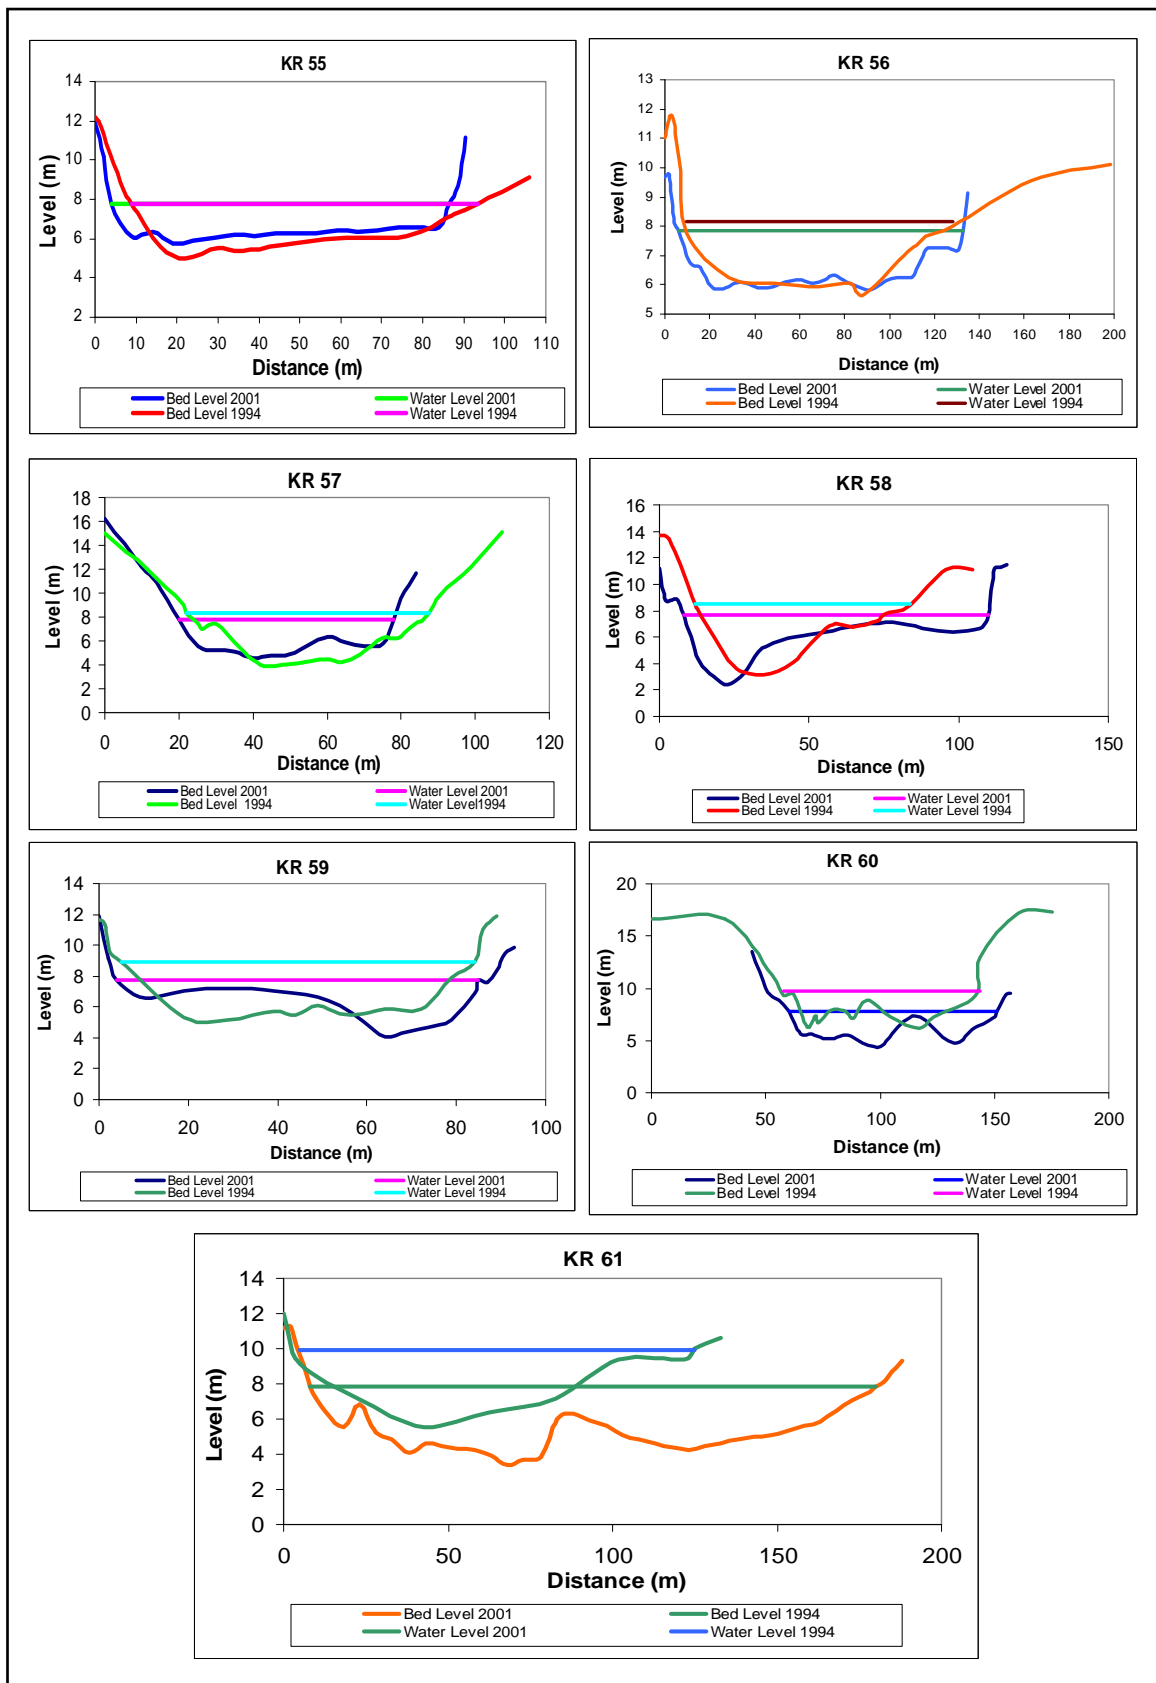 KR 55
14
12
10
8
6
4
2
Level (m)
0 10 20 30 40 50 60 70 80 90 100 110
Distance (m)
Bed Level 2001 Water Level 2001
Bed Level 1994 Water Level 1994
KR 56
13
12
11
10
9
8
7
6
5
Level (m)
0 20 40 60 80 100 120 140 160 180 200
Distance (m)
Bed Level 2001 Water Level 2001
Bed Level 1994 Water Level 1994
KR 57
18
16
14
12
10
8
6
4
2
0
Level (m)
0 20 40 60 80 100 120
Distance (m)
Bed Level 2001 Water Level 2001
Bed Level 1994 Water Level1994
KR 58
16
14
12
10
8
6
4
2
0
Level (m)
0 50 100 150
Distance (m)
Bed Level 2001 Water Level 2001
Bed Level 1994 Water Level 1994
KR 59
14
12
10
8
6
4
2
0
Level (m)
0 20 40 60 80 100
Distance (m)
Bed Level 2001 Water Level 2001
Bed Level 1994 Water Level 1994
KR 60
20
15
10
5
0
Level (m)
0 50 100 150 200
Distance (m)
Bed Level 2001 Water Level 2001
Bed Level 1994 Water Level 1994
KR 61
14
12
10
8
6
4
2
0
Level (m)
0 50 100 150 200
Distance (m)
Bed Level 2001 Bed Level 1994
Water Level 2001 Water Level 1994